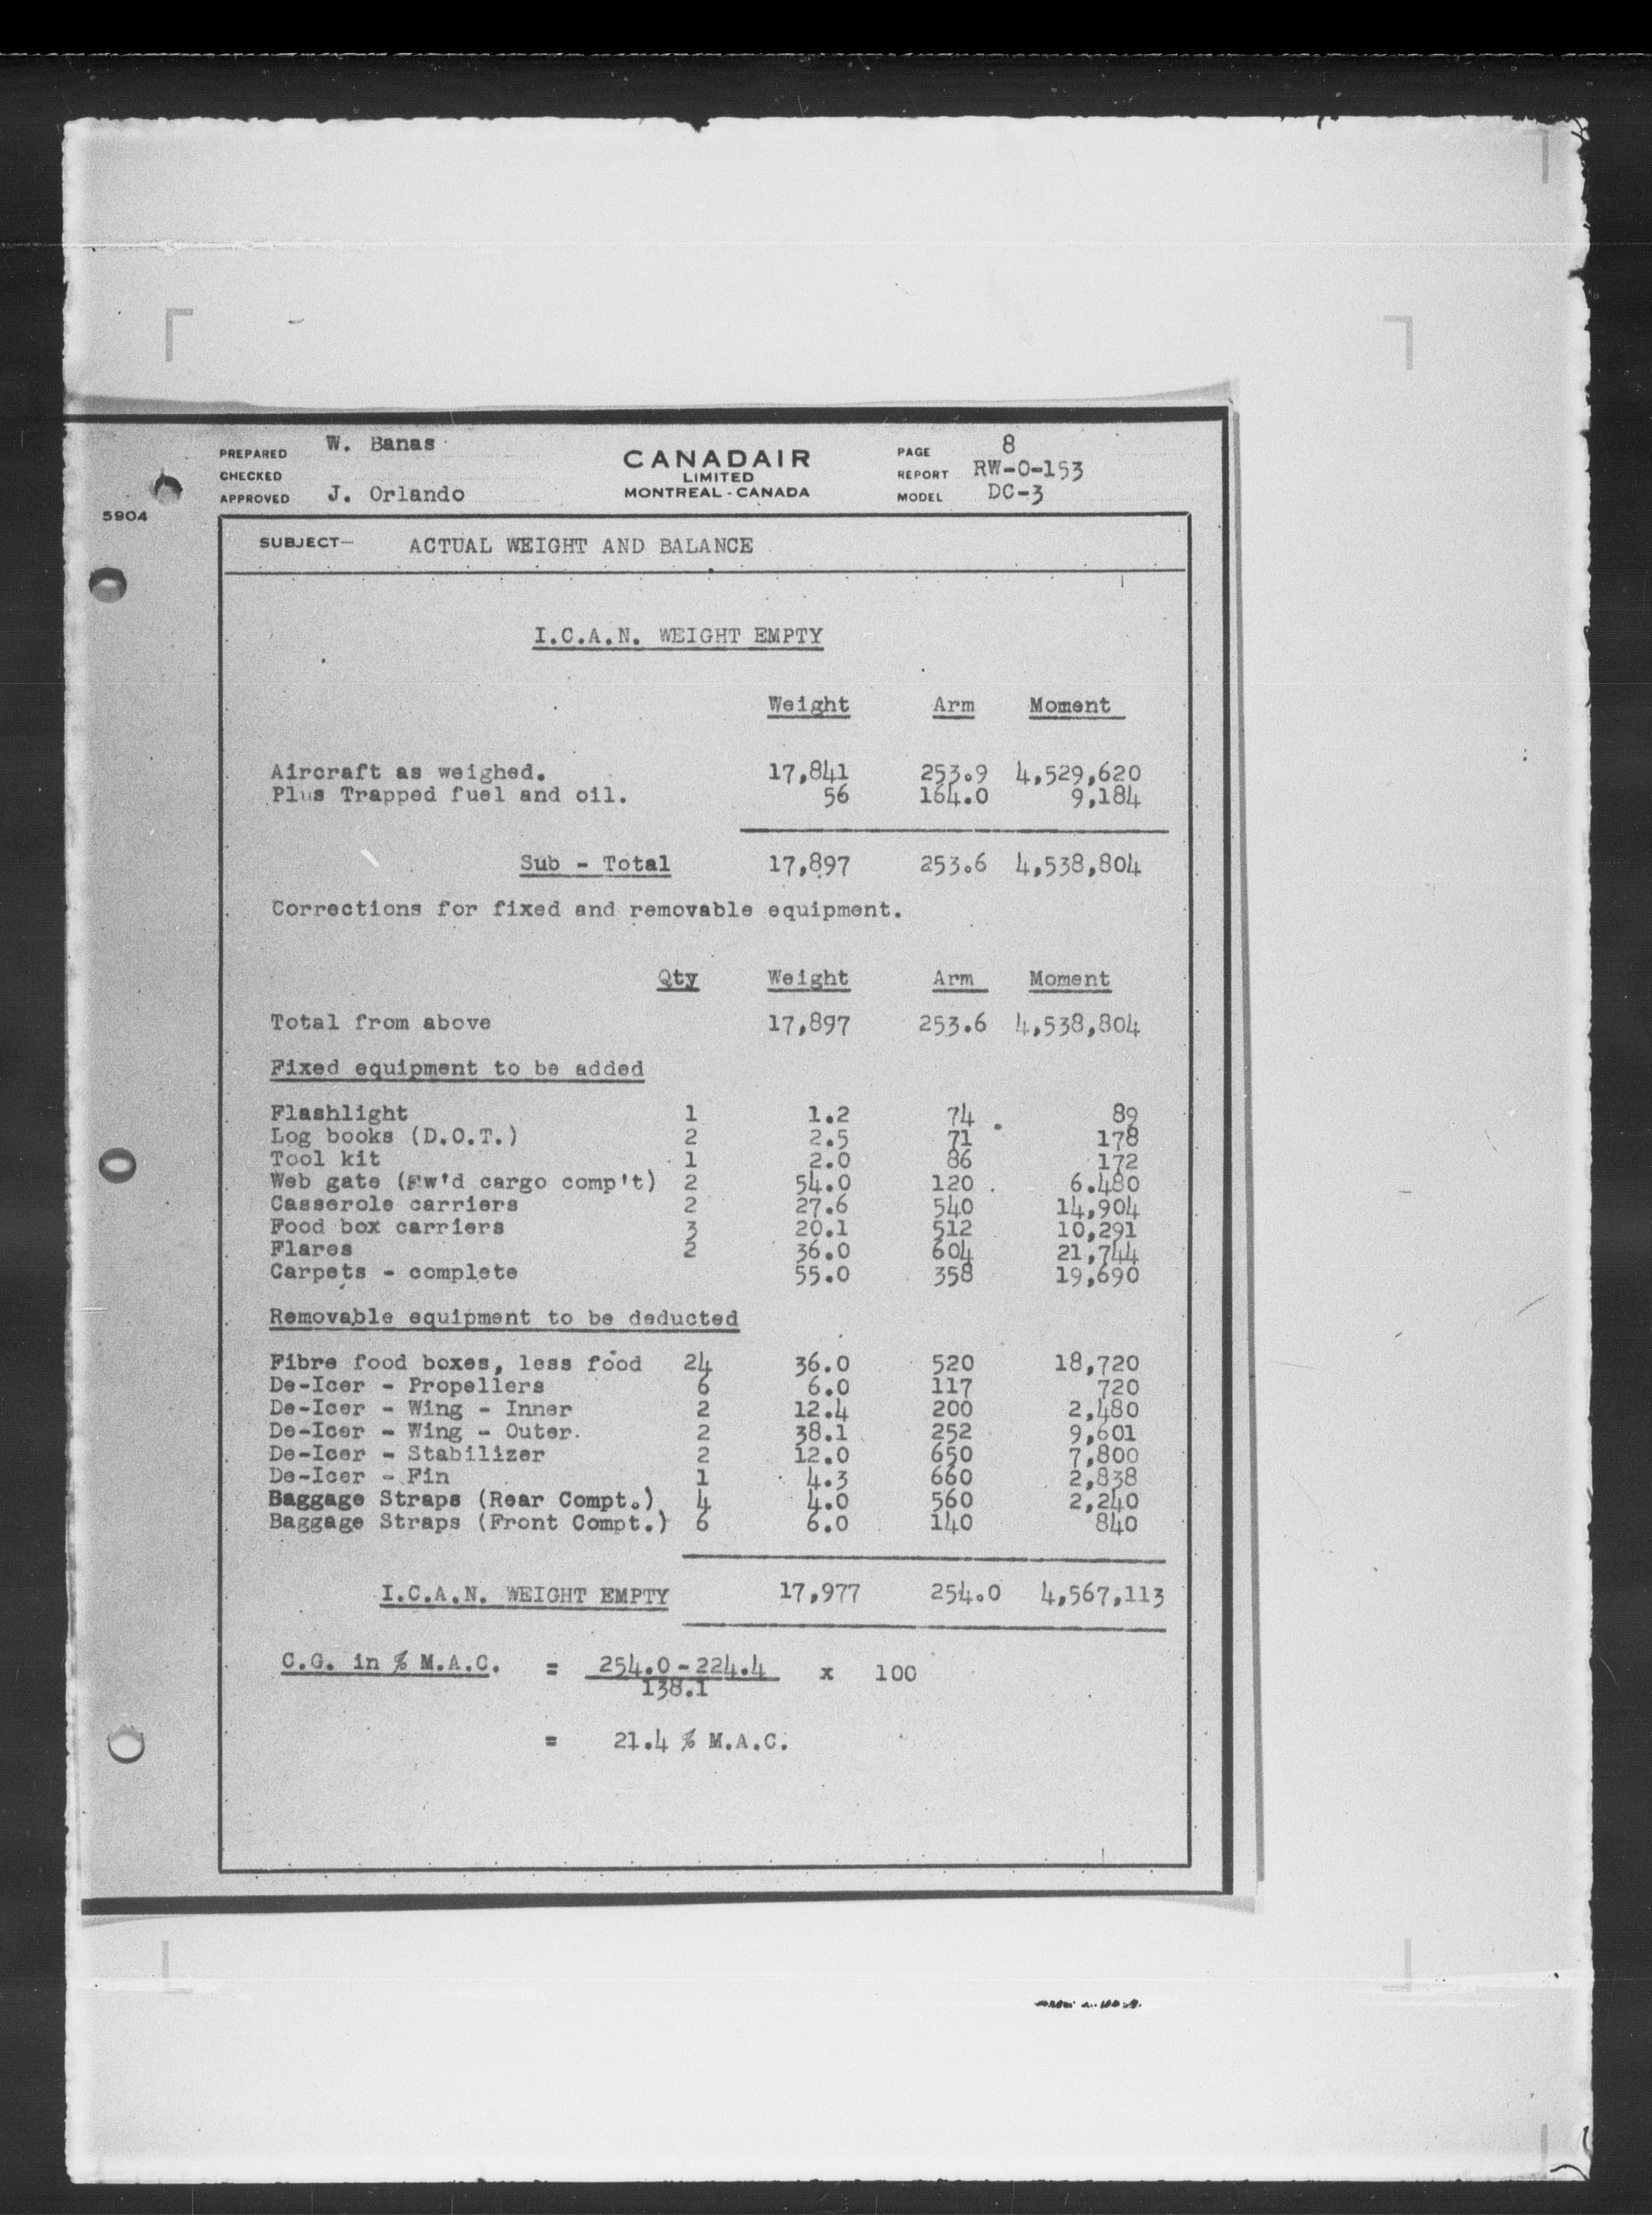 PREPARED W. Banas
CHECKED
APPROVED J. Orlando
CANADAIR
LIMITED
MONTREAL - CANADA
PAGE 8
REPORT RW-0-153
MODEL DC-3
5904
SUBJECT— ACTUAL WEIGHT AND BALANCE
I.C.A.N. WEIGHT EMPTY
Weight Arm Moment
Aircraft as weighed. 17,841 253.9 4,529,620
Plus Trapped fuel and oil. 56 164.0 9,184
Sub - Total 17,897 253.6 4,538,804
Corrections for fixed and removable equipment.
Qty Weight Arm Moment
Total from above 17,897 253.6 4,538,804
Fixed equipment to be added
Flashlight 1 1.2 74 89
Log books (D.O.T.) 2 2.5 71 178
Tool kit 1 2.0 86 172
Web gate (Fw'd cargo comp't) 2 54.0 120 6.480
Casserole carriers 2 27.6 540 14,904
Food box carriers 3 20.1 512 10,291
Flares 2 36.0 604 21,744
Carpets - complete 55.0 358 19,690
Removable equipment to be deducted
Fibre food boxes, less food 24 36.0 520 18,720
De-Icer - Propellers 6 6.0 117 720
De-Icer - Wing - Inner 2 12.4 200 2,480
De-Icer - Wing - Outer. 2 38.1 252 9,601
De-Icer - Stabilizer 2 12.0 650 7,800
De-Icer - Fin 1 4.3 660 2,838
Baggage Straps (Rear Compt.) 4 4.0 560 2,240
Baggage Straps (Front Compt.) 6 6.0 140 840
I.C.A.N. WEIGHT EMPTY 17,977 254.0 4,567,113
C.G. in % M.A.C. = 254.0 - 224.4 x 100
138.1
= 21.4 % M.A.C.